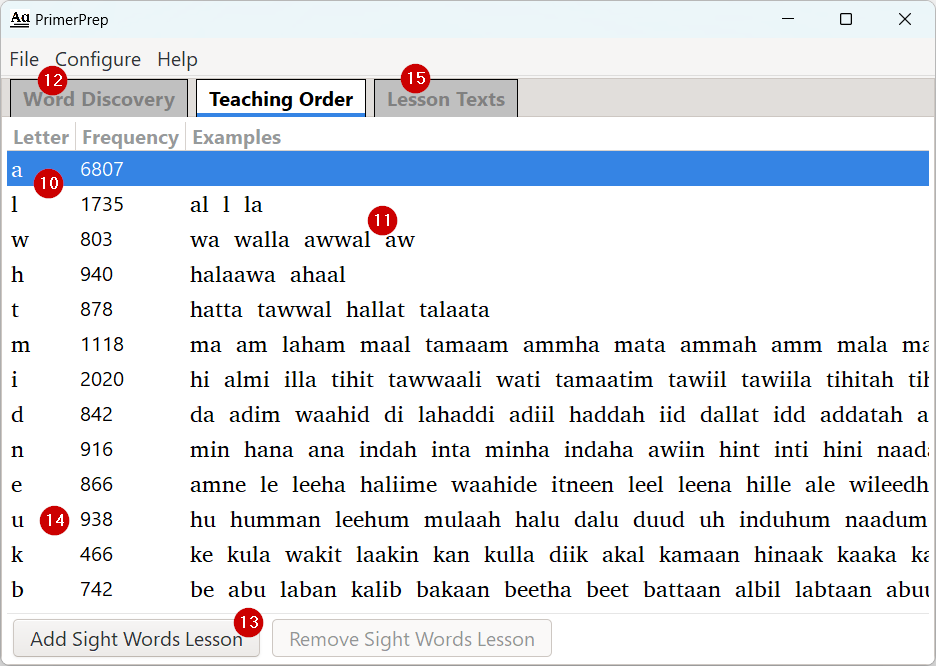 Aa PrimerPrep
File Configure Help
12 15
Word Discovery Teaching Order Lesson Texts
Letter Frequency Examples
a 6807
10
l 1735 al l la
11
w 803 wa walla awwal aw
h 940 halaawa ahaal
t 878 hatta tawwal hallat talaata
m 1118 ma am laham maal tamaam ammha mata ammah amm mala ma
i 2020 hi almi illa tihit tawwaali wati tamaatim tawiil tawiila tihitah tih
d 842 da adim waahid di lahaddi adiil haddah iid dallat idd addatah a
n 916 min hana ana indah inta minha indaha awiin hint inti hini naada
e 866 amne le leeha haliime waahide itneen leel leena hille ale wileedh
u 14 938 hu humman leehum mulaah halu dalu duud uh induhum naadum
k 466 ke kula wakit laakin kan kulla diik akal kamaan hinaak kaaka ka
b 742 be abu laban kalib bakaan beetha beet battaan albil labtaan abuu
13
Add Sight Words Lesson Remove Sight Words Lesson